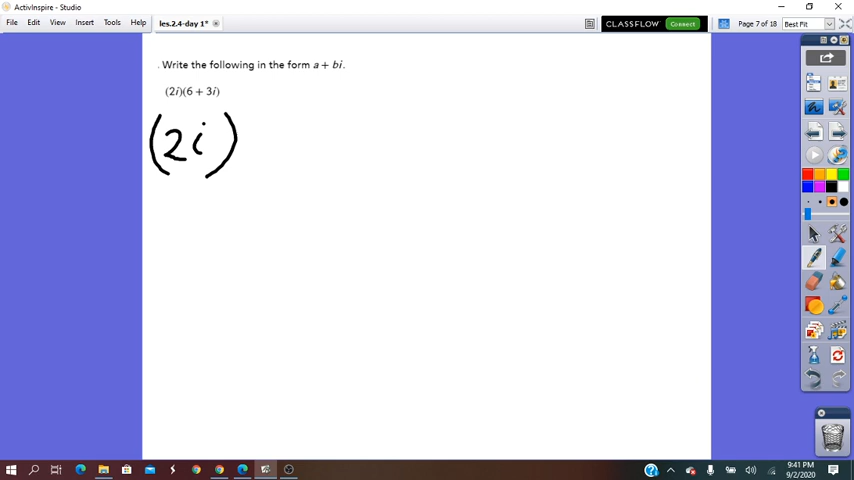 ActivInspire - Studio
File Edit View Insert Tools Help les.2.4-day 1* CLASSFLOW Connect Page 7 of 18 Best Fit
. Write the following in the form a + bi.
(2i)(6 + 3i)
(2i)
9:41 PM
9/2/2020